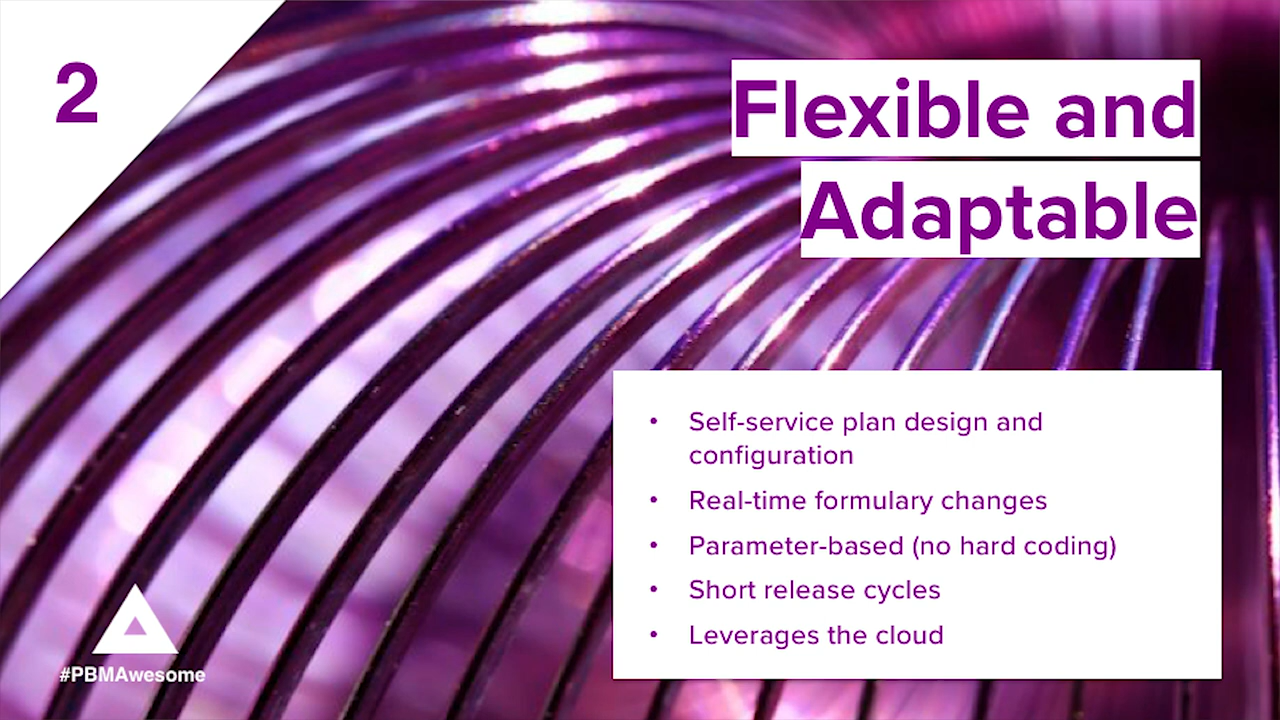 2
Flexible and
Adaptable
• Self-service plan design and
configuration
• Real-time formulary changes
• Parameter-based (no hard coding)
• Short release cycles
• Leverages the cloud
#PBMAwesome